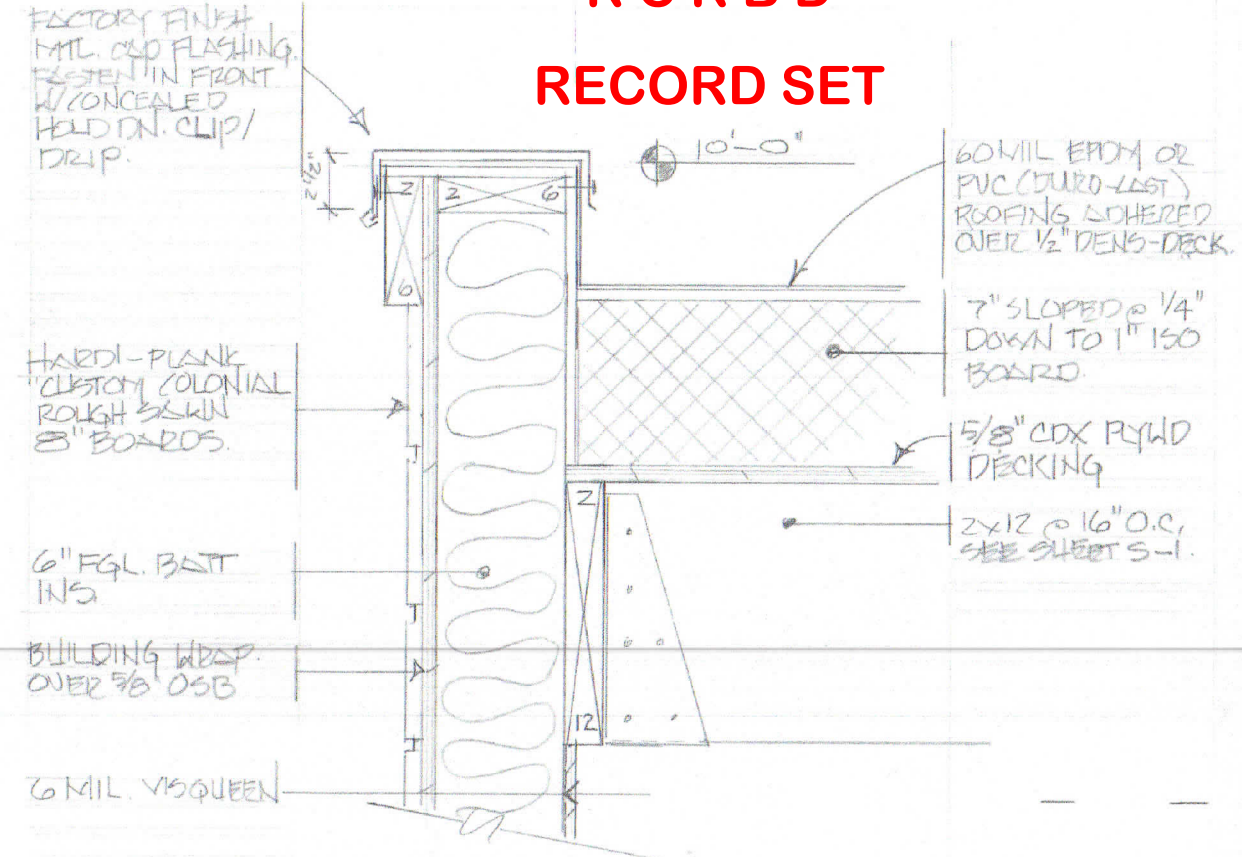 RECORD SET
FACTORY FINISH
MTL. CAP FLASHING.
FASTEN IN FRONT
W/CONCEALED
HOLD DN. CLIP/
DRIP.
2 1/2"
10'-0"
2
2
6
6
60 MIL EPDM OR
PVC (DURO-LAST)
ROOFING ADHERED
OVER 1/2" DENS-DECK.
7" SLOPED @ 1/4"
DOWN TO 1" ISO
BOARD.
HARDI-PLANK
"CUSTOM COLONIAL
ROUGH SAWN
8" BOARDS.
5/8" CDX PLYWD
DECKING
2
12
2x12 @ 16" O.C.
SEE SHEET S-1.
6" FGL. BATT
INS.
BUILDING WRAP
OVER 5/8" OSB
6 MIL. VISQUEEN